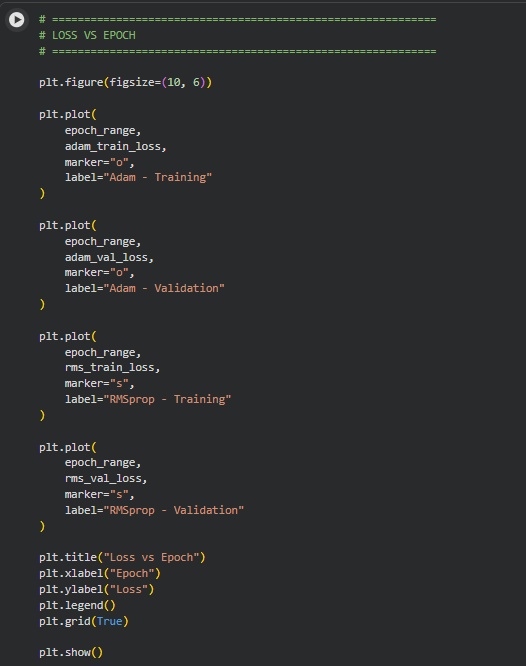 # ============================================================
# LOSS VS EPOCH
# ============================================================
plt.figure(figsize=(10, 6))
plt.plot(
    epoch_range,
    adam_train_loss,
    marker="o",
    label="Adam - Training"
)
plt.plot(
    epoch_range,
    adam_val_loss,
    marker="o",
    label="Adam - Validation"
)
plt.plot(
    epoch_range,
    rms_train_loss,
    marker="s",
    label="RMSprop - Training"
)
plt.plot(
    epoch_range,
    rms_val_loss,
    marker="s",
    label="RMSprop - Validation"
)
plt.title("Loss vs Epoch")
plt.xlabel("Epoch")
plt.ylabel("Loss")
plt.legend()
plt.grid(True)
plt.show()